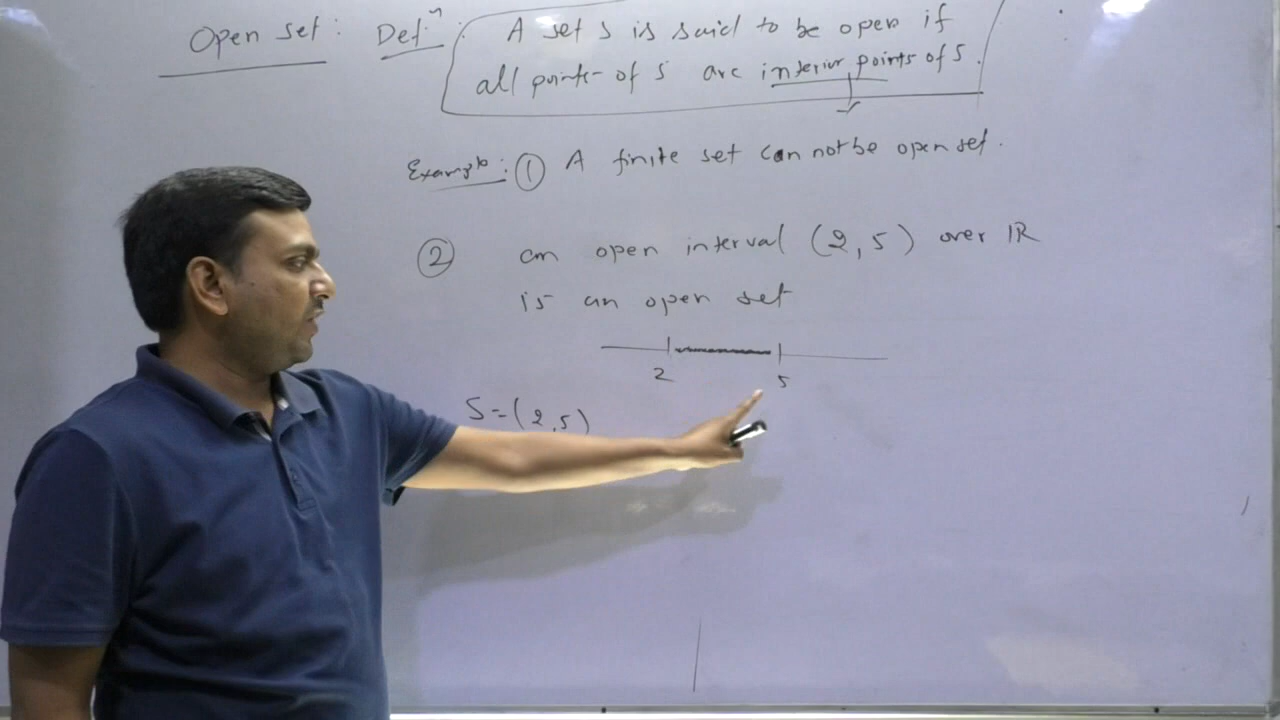 Open set: Defⁿ: A set S is said to be open if
all points of S are interior points of S.
Example: ① A finite set can not be open set.
② an open interval (2, 5) over IR
is an open set
2 5
S = (2, 5)